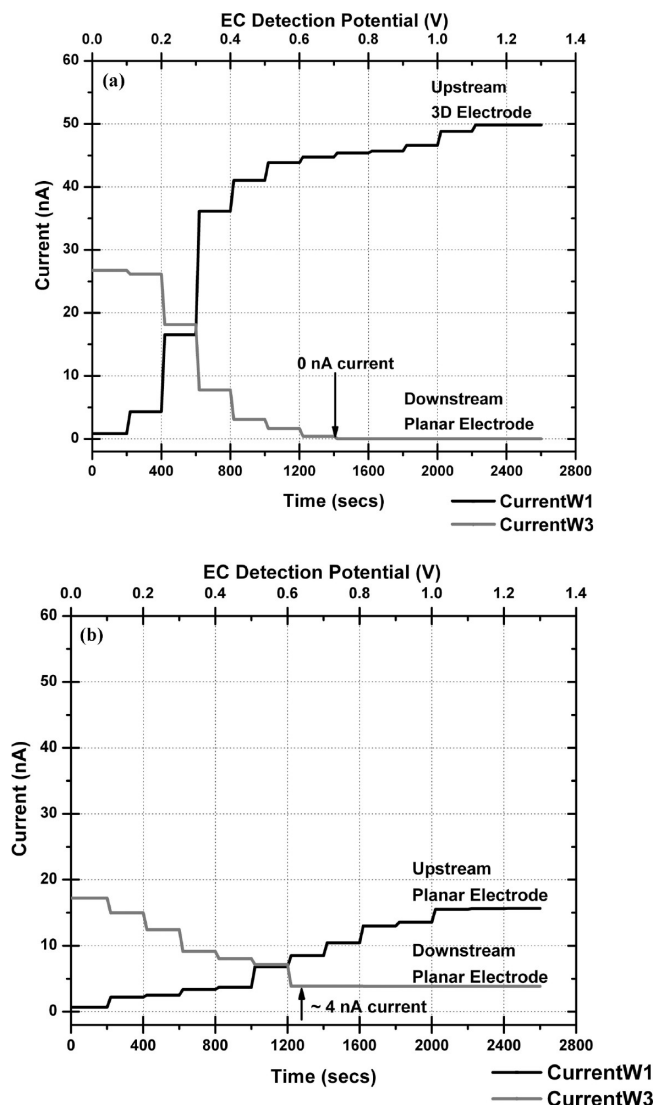 EC Detection Potential (V)
0.0 0.2 0.4 0.6 0.8 1.0 1.2 1.4
60
(a)
Upstream
3D Electrode
50
40
Current (nA)
30
20
0 nA current
10
Downstream
Planar Electrode
0
0 400 800 1200 1600 2000 2400 2800
Time (secs)
CurrentW1
CurrentW3
EC Detection Potential (V)
0.0 0.2 0.4 0.6 0.8 1.0 1.2 1.4
60
(b)
50
40
Current (nA)
30
20
Upstream
Planar Electrode
10
Downstream
Planar Electrode
~ 4 nA current
0
0 400 800 1200 1600 2000 2400 2800
Time (secs)
CurrentW1
CurrentW3